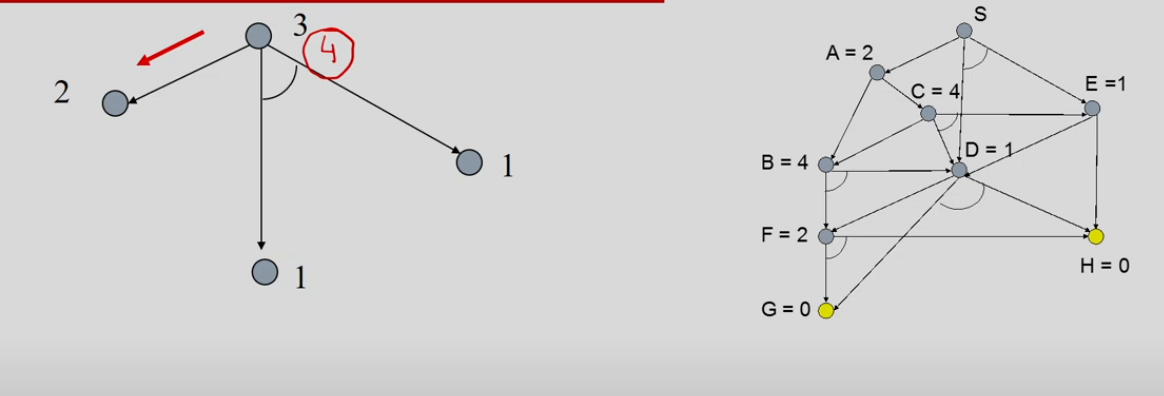 3
4
2
1
1
S
A = 2
E =1
C = 4
D = 1
B = 4
F = 2
H = 0
G = 0